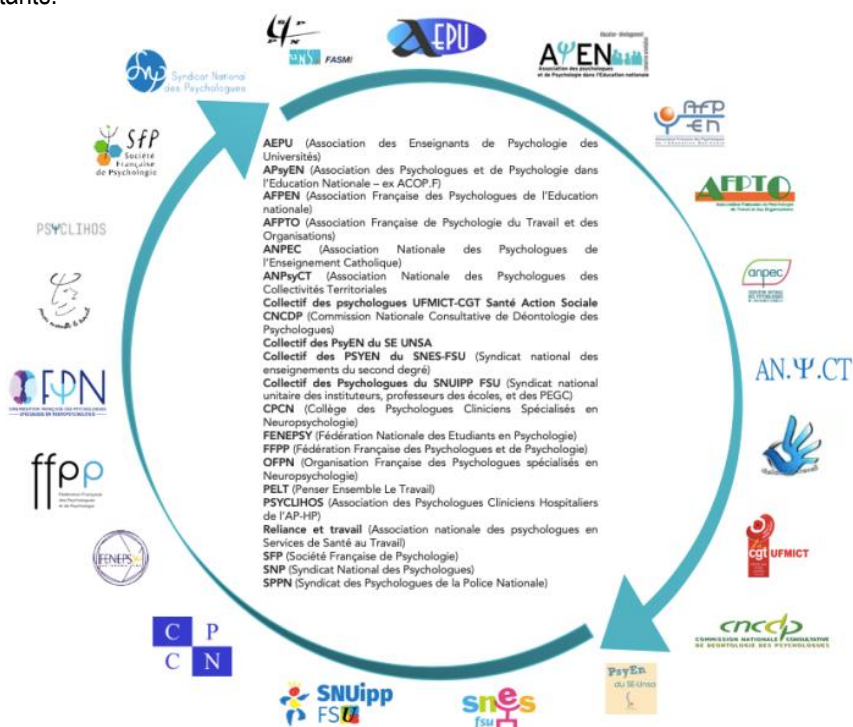 tants.
FASMI
AEPU
Syndicat National
des Psychologues
AΨEN
Association des psychologues
et de Psychologie dans l'Education nationale
AFP
ΨEN
SFP
Société
Française
de Psychologie
AFPTO
PSYCLIHOS
anpec
AN.Ψ.CT
OFΨPN
ffpp
Fédération Française
des Psychologues
et de Psychologie
cgt UFMICT
FENEPSY
cncdp
COMMISSION NATIONALE CONSULTATIVE
DE DEONTOLOGIE DES PSYCHOLOGUES
C P
C N
PsyEn
du SE-Unsa
SNUipp
FSU
snes
fsu
AEPU (Association des Enseignants de Psychologie des
Universités)
APsyEN (Association des Psychologues et de Psychologie dans
l'Education Nationale – ex ACOP.F)
AFPEN (Association Française des Psychologues de l'Education
nationale)
AFPTO (Association Française de Psychologie du Travail et des
Organisations)
ANPEC (Association Nationale des Psychologues de
l'Enseignement Catholique)
ANPsyCT (Association Nationale des Psychologues des
Collectivités Territoriales
Collectif des psychologues UFMICT-CGT Santé Action Sociale
CNCDP (Commission Nationale Consultative de Déontologie des
Psychologues)
Collectif des PsyEN du SE UNSA
Collectif des PSYEN du SNES-FSU (Syndicat national des
enseignements du second degré)
Collectif des Psychologues du SNUIPP FSU (Syndicat national
unitaire des instituteurs, professeurs des écoles, et des PEGC)
CPCN (Collège des Psychologues Cliniciens Spécialisés en
Neuropsychologie)
FENEPSY (Fédération Nationale des Etudiants en Psychologie)
FFPP (Fédération Française des Psychologues et de Psychologie)
OFPN (Organisation Française des Psychologues spécialisés en
Neuropsychologie)
PELT (Penser Ensemble Le Travail)
PSYCLIHOS (Association des Psychologues Cliniciens Hospitaliers
de l'AP-HP)
Reliance et travail (Association nationale des psychologues en
Services de Santé au Travail)
SFP (Société Française de Psychologie)
SNP (Syndicat National des Psychologues)
SPPN (Syndicat des Psychologues de la Police Nationale)